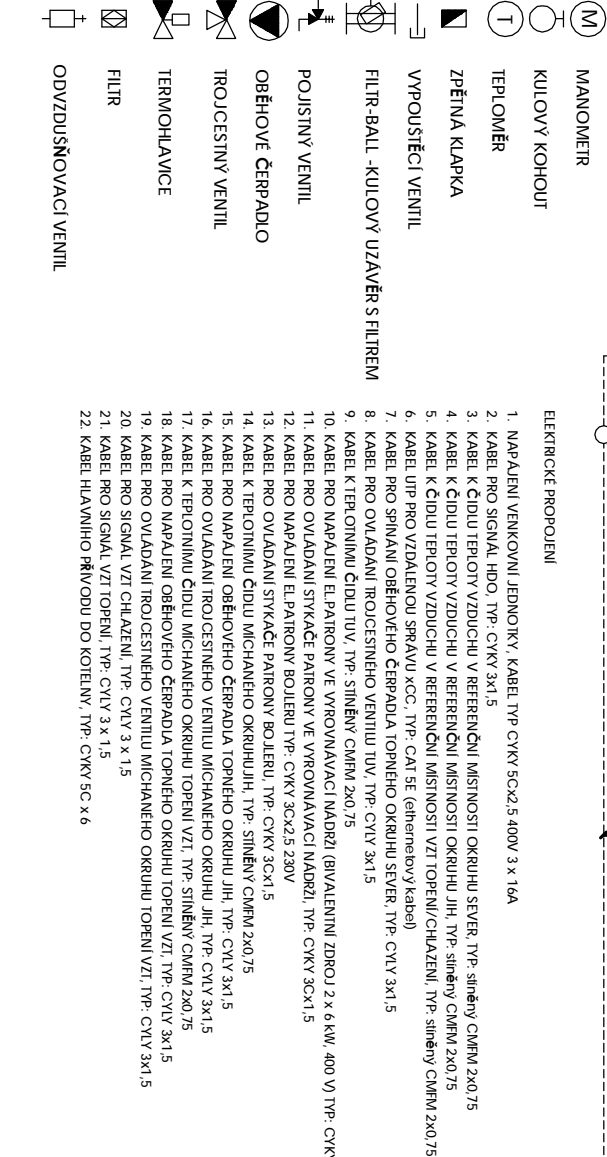 M
MANOMETR
KULOVÝ KOHOUT
T
TEPLOMĚR
ZPĚTNÁ KLAPKA
VYPOUŠTĚCÍ VENTIL
FILTR-BALL -KULOVÝ UZÁVĚR S FILTREM
POJISTNÝ VENTIL
OBĚHOVÉ ČERPADLO
TROJCESTNÝ VENTIL
TERMOHLAVICE
FILTR
ODVZDUŠŇOVACÍ VENTIL
ELEKTRICKÉ PROPOJENÍ
1. NAPÁJENÍ VENKOVNÍ JEDNOTKY, KABEL TYP CYKY 5Cx2,5 400V 3 x 16A
2. KABEL PRO SIGNÁL HDO, TYP: CYKY 3x1,5
3. KABEL K ČIDLU TEPLOTY VZDUCHU V REFERENČNÍ MÍSTNOSTI OKRUHU SEVER, TYP: stíněný CMFM 2x0,75
4. KABEL K ČIDLU TEPLOTY VZDUCHU V REFERENČNÍ MÍSTNOSTI OKRUHU JIH, TYP: stíněný CMFM 2x0,75
5. KABEL K ČIDLU TEPLOTY VZDUCHU V REFERENČNÍ MÍSTNOSTI VZT TOPENÍ/CHLAZENÍ, TYP: stíněný CMFM 2x0,75
6. KABEL UTP PRO VZDÁLENOU SPRÁVU xCC, TYP: CAT 5E (ethernetový kabel)
7. KABEL PRO SPÍNÁNÍ OBĚHOVÉHO ČERPADLA TOPNÉHO OKRUHU SEVER, TYP: CYLY 3x1,5
8. KABEL PRO OVLÁDÁNÍ TROJCESTNÉHO VENTILU TUV, TYP: CYLY 3x1,5
9. KABEL K TEPLOTNÍMU ČIDLU TUV, TYP: STÍNĚNÝ CMFM 2x0,75
10. KABEL PRO NAPÁJENÍ EL.PATRONY VE VYROVNÁVACÍ NÁDRŽI (BIVALENTNÍ ZDROJ 2 x 6 kW, 400 V) TYP: CYKY
11. KABEL PRO OVLÁDÁNÍ STYKAČE PATRONY VE VYROVNÁVACÍ NÁDRŽI, TYP: CYKY 3Cx1,5
12. KABEL PRO NAPÁJENÍ EL.PATRONY BOJLERU TYP: CYKY 3Cx2,5 230V
13. KABEL PRO OVLÁDÁNÍ STYKAČE PATRONY BOJLERU, TYP: CYKY 3Cx1,5
14. KABEL K TEPLOTNÍMU ČIDLU MÍCHANÉHO OKRUHUJIH, TYP: STÍNĚNÝ CMFM 2x0,75
15. KABEL PRO NAPÁJENÍ OBĚHOVÉHO ČERPADLA TOPNÉHO OKRUHU JIH, TYP: CYLY 3x1,5
16. KABEL PRO OVLÁDÁNÍ TROJCESTNÉHO VENTILU MÍCHANÉHO OKRUHU JIH, TYP: CYLY 3x1,5
17. KABEL K TEPLOTNÍMU ČIDLU MÍCHANÉHO OKRUHU TOPENÍ VZT, TYP: STÍNĚNÝ CMFM 2x0,75
18. KABEL PRO NAPÁJENÍ OBĚHOVÉHO ČERPADLA TOPNÉHO OKRUHU TOPENÍ VZT, TYP: CYLY 3x1,5
19. KABEL PRO OVLÁDÁNÍ TROJCESTNÉHO VENTILU MÍCHANÉHO OKRUHU TOPENÍ VZT, TYP: CYLY 3x1,5
20. KABEL PRO SIGNÁL VZT CHLAZENÍ, TYP: CYLY 3 x 1,5
21. KABEL PRO SIGNÁL VZT TOPENÍ, TYP: CYLY 3 x 1,5
22. KABEL HLAVNÍHO PŘÍVODU DO KOTELNY, TYP: CYKY 5C x 6